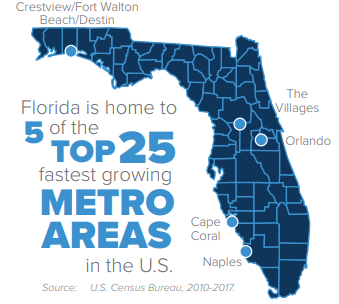 Crestview/Fort Walton
Beach/Destin
Florida is home to
5 of the
TOP 25
fastest growing
METRO
AREAS
in the U.S.
The
Villages
Orlando
Cape
Coral
Naples
Source: U.S. Census Bureau, 2010-2017.